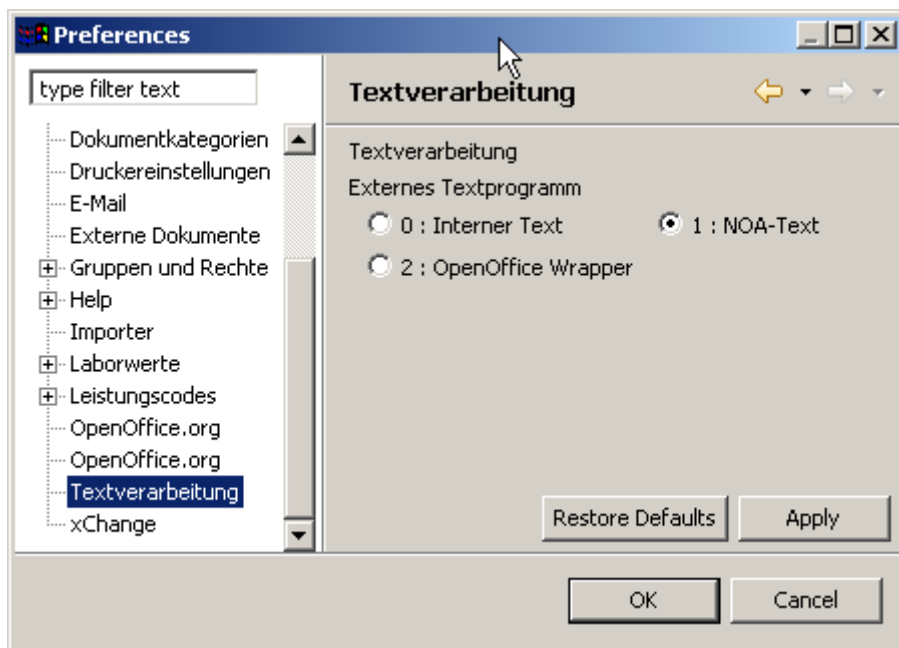 Preferences
type filter text
Dokumentkategorien
Druckereinstellungen
E-Mail
Externe Dokumente
Gruppen und Rechte
Help
Importer
Laborwerte
Leistungscodes
OpenOffice.org
OpenOffice.org
Textverarbeitung
xChange
Textverarbeitung
Textverarbeitung
Externes Textprogramm
0 : Interner Text
1 : NOA-Text
2 : OpenOffice Wrapper
Restore Defaults
Apply
OK
Cancel